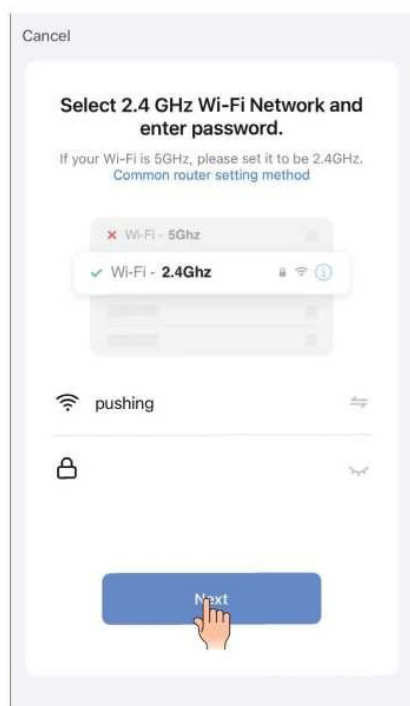 Cancel
Select 2.4 GHz Wi-Fi Network and
enter password.
If your Wi-Fi is 5GHz, please set it to be 2.4GHz.
Common router setting method
Wi-Fi - 5Ghz
Wi-Fi - 2.4Ghz
pushing
Next